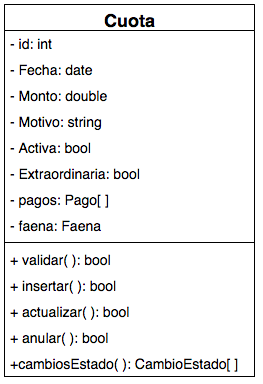 Cuota
- id: int
- Fecha: date
- Monto: double
- Motivo: string
- Activa: bool
- Extraordinaria: bool
- pagos: Pago[ ]
- faena: Faena
+ validar( ): bool
+ insertar( ): bool
+ actualizar( ): bool
+ anular( ): bool
+cambiosEstado( ): CambioEstado[ ]